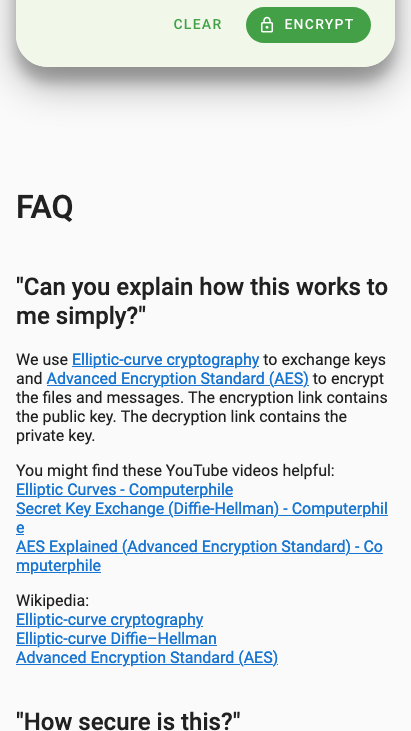 CLEAR
ENCRYPT
FAQ
"Can you explain how this works to
me simply?"
We use Elliptic-curve cryptography to exchange keys
and Advanced Encryption Standard (AES) to encrypt
the files and messages. The encryption link contains
the public key. The decryption link contains the
private key.
You might find these YouTube videos helpful:
Elliptic Curves - Computerphile
Secret Key Exchange (Diffie-Hellman) - Computerphil
e
AES Explained (Advanced Encryption Standard) - Co
mputerphile
Wikipedia:
Elliptic-curve cryptography
Elliptic-curve Diffie–Hellman
Advanced Encryption Standard (AES)
"How secure is this?"